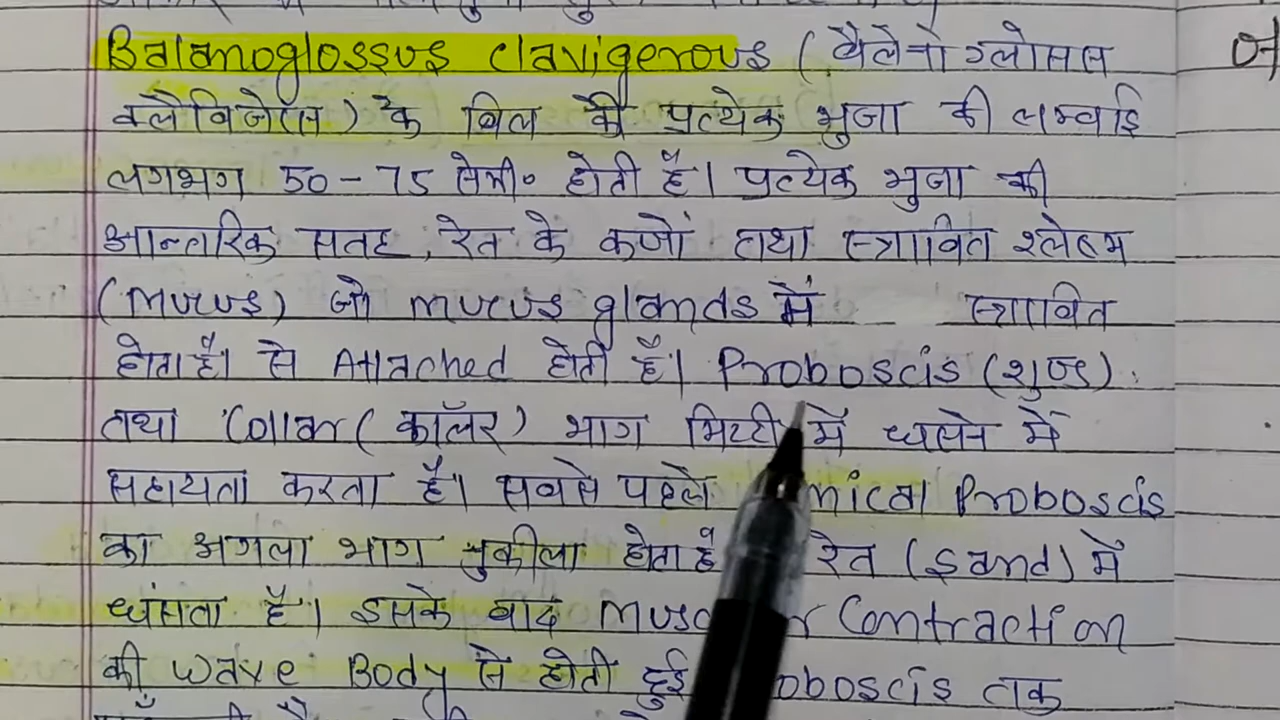 Balanoglossus clavigerous (बैलेनोग्लोसस
क्लेविजेरस) के बिल की प्रत्येक भुजा की लम्बाई
लगभग 50-75 सेमी० होती है। प्रत्येक भुजा की
आन्तरिक सतह, रेत के कणों तथा स्त्रावित श्लेष्म
(Mucus) जो mucus glands में स्त्रावित
होता है। से Attached होती है। Proboscis (शुण्ड)
तथा Collar (कॉलर) भाग मिट्टी में धसने में
सहायता करता है। सबसे पहले Proboscis
का अगला भाग नुकीला होता है रेत (Sand) में
धंसता है। इसके बाद Contraction
की wave Body से होती हुई तक